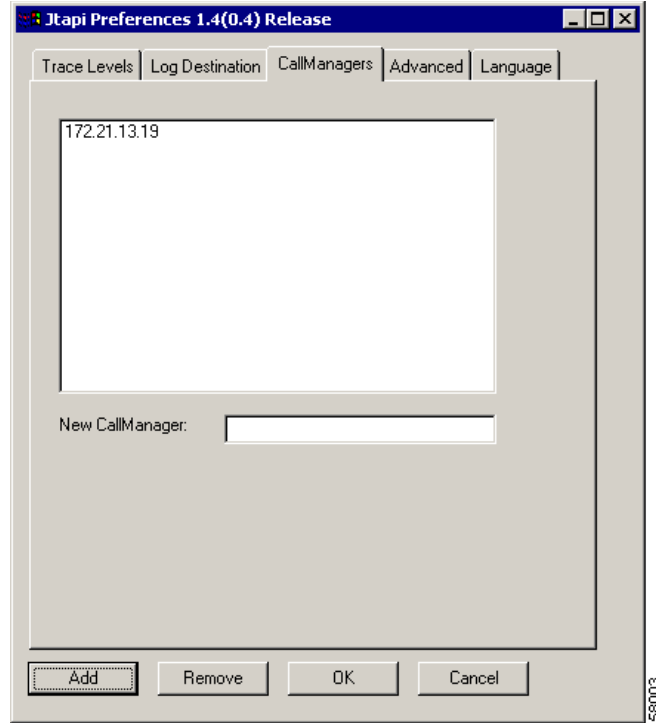 Jtapi Preferences 1.4(0.4) Release
Trace Levels Log Destination CallManagers Advanced Language
172.21.13.19
New CallManager:
Add Remove OK Cancel
58003